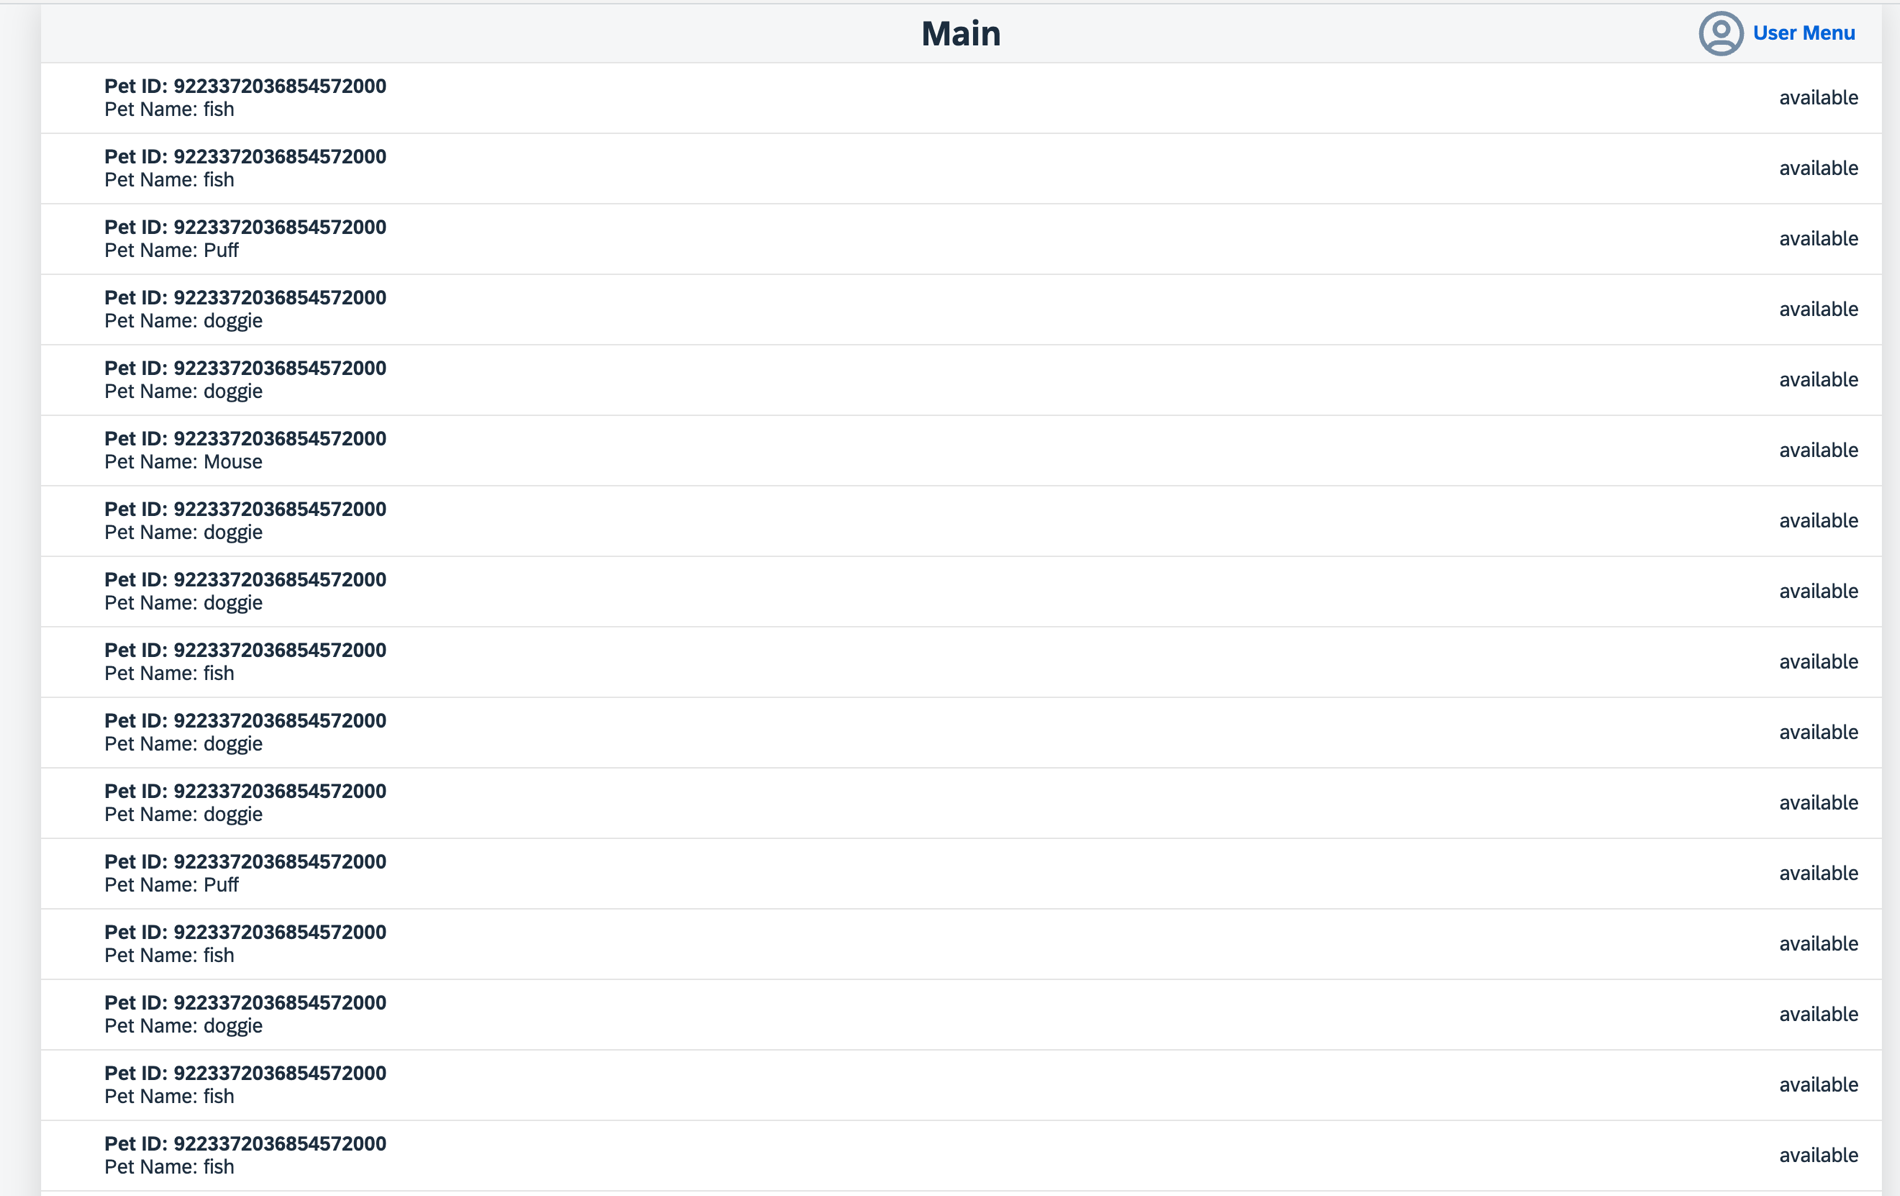 Main
User Menu
Pet ID: 9223372036854572000
Pet Name: fish
available
Pet ID: 9223372036854572000
Pet Name: fish
available
Pet ID: 9223372036854572000
Pet Name: Puff
available
Pet ID: 9223372036854572000
Pet Name: doggie
available
Pet ID: 9223372036854572000
Pet Name: doggie
available
Pet ID: 9223372036854572000
Pet Name: Mouse
available
Pet ID: 9223372036854572000
Pet Name: doggie
available
Pet ID: 9223372036854572000
Pet Name: doggie
available
Pet ID: 9223372036854572000
Pet Name: fish
available
Pet ID: 9223372036854572000
Pet Name: doggie
available
Pet ID: 9223372036854572000
Pet Name: doggie
available
Pet ID: 9223372036854572000
Pet Name: Puff
available
Pet ID: 9223372036854572000
Pet Name: fish
available
Pet ID: 9223372036854572000
Pet Name: doggie
available
Pet ID: 9223372036854572000
Pet Name: fish
available
Pet ID: 9223372036854572000
Pet Name: fish
available